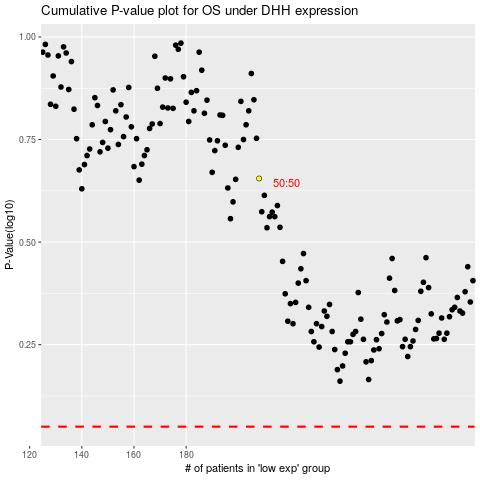 Cumulative P-value plot for OS under DHH expression
1.00
0.75
0.50
0.25
P-Value(log10)
50:50
120 140 160 180
# of patients in 'low exp' group